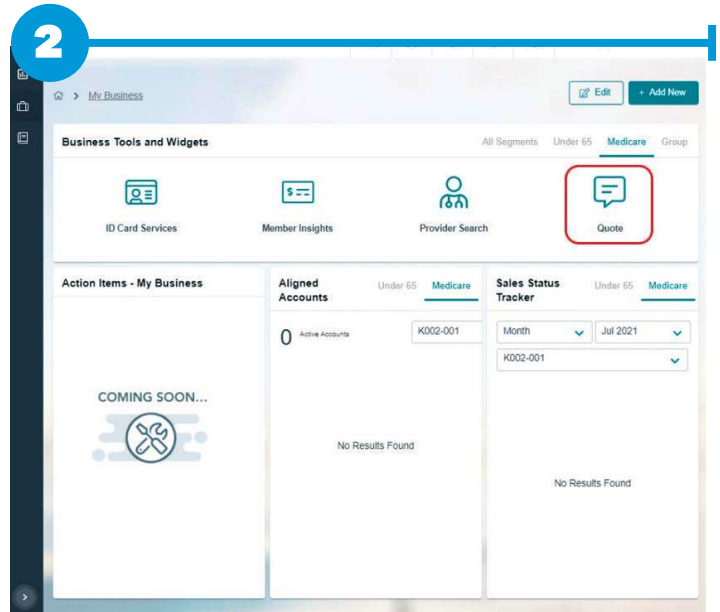 2
My Business
Edit
+ Add New
Business Tools and Widgets
All Segments Under 65 Medicare Group
ID Card Services Member Insights Provider Search Quote
Action Items - My Business
COMING SOON...
Aligned Accounts
Under 65 Medicare
0 Active Accounts
K002-001
No Results Found
Sales Status Tracker
Under 65 Medicare
Month Jul 2021
K002-001
No Results Found